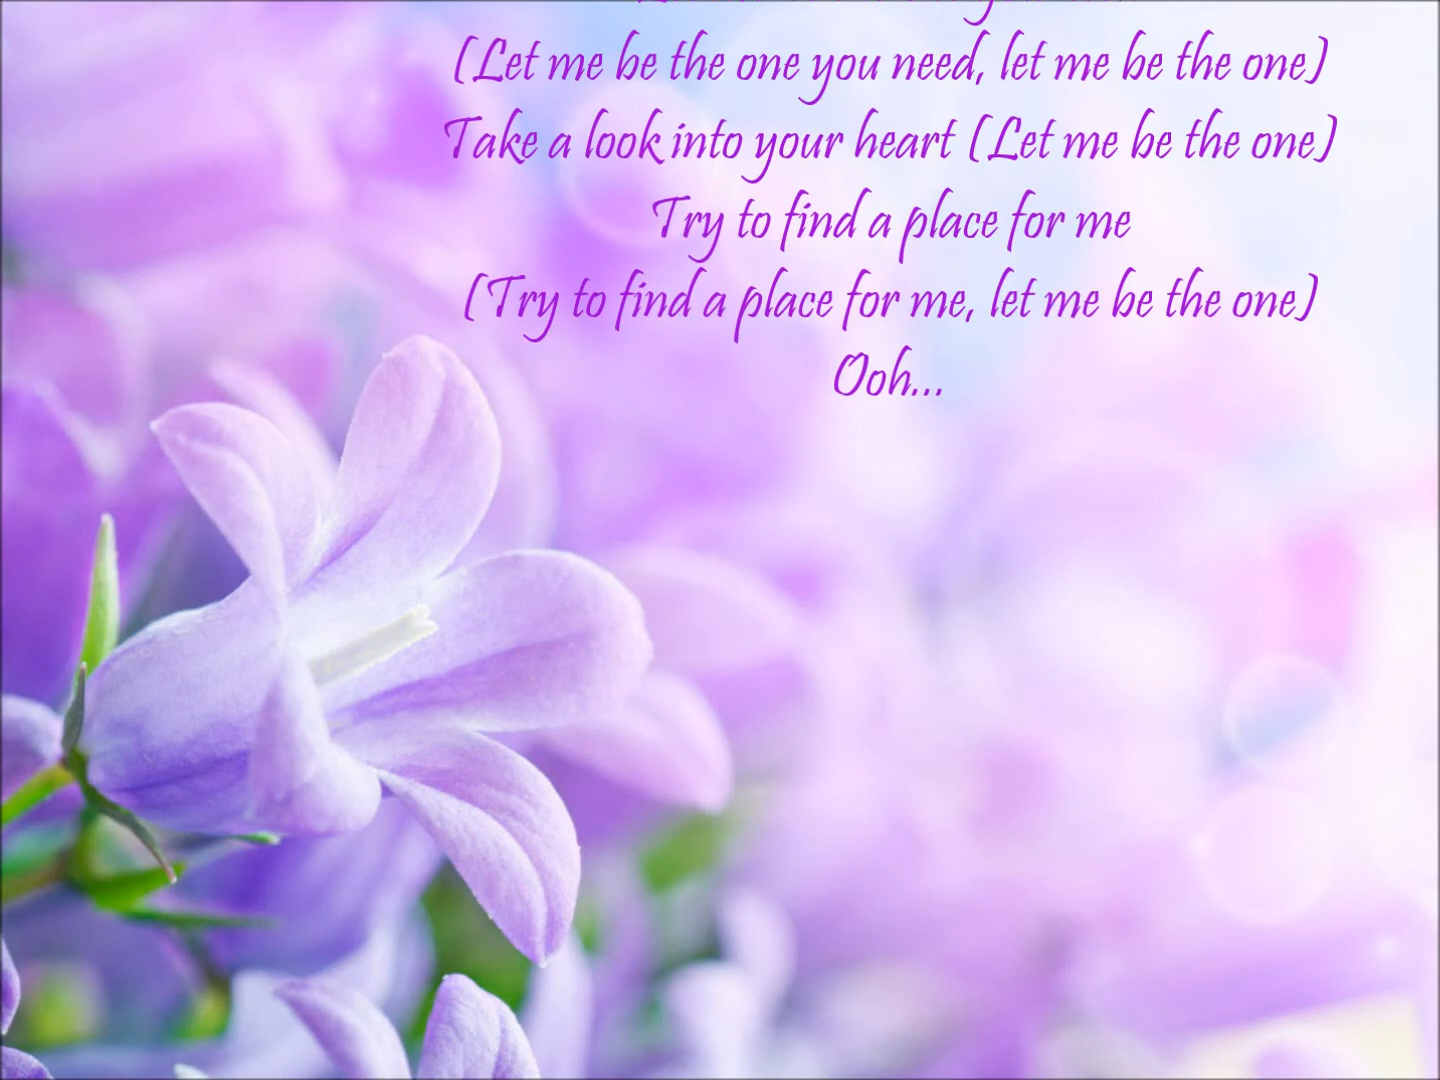 (Let me be the one you need, let me be the one)
Take a look into your heart (Let me be the one)
Try to find a place for me
(Try to find a place for me, let me be the one)
Ooh...